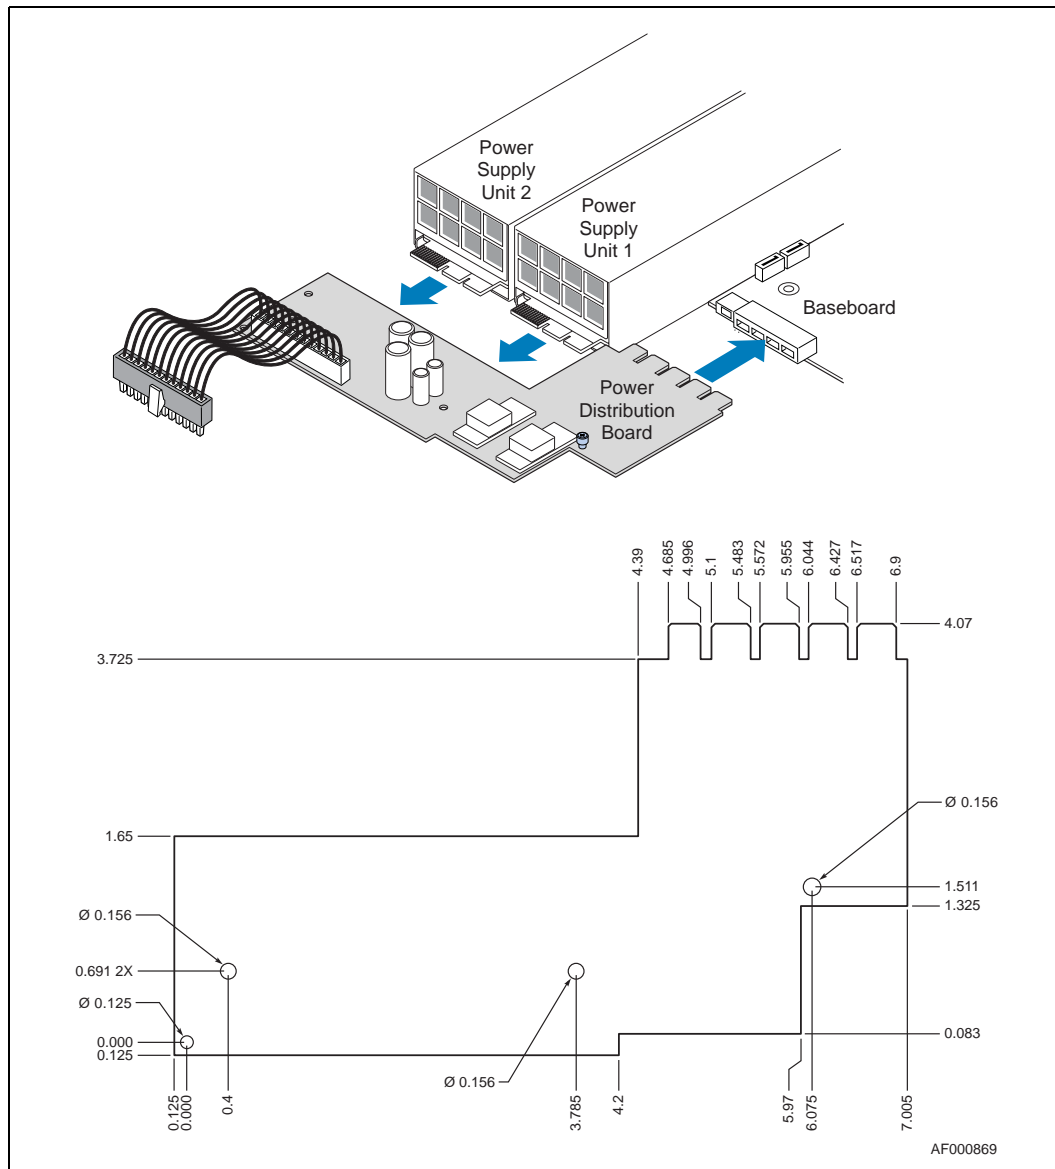 Power
Supply
Unit 2
Power
Supply
Unit 1
Baseboard
Power
Distribution
Board
4.39
4.685
4.996
5.1
5.483
5.572
5.955
6.044
6.427
6.517
6.9
4.07
3.725
Ø 0.156
1.65
1.511
1.325
Ø 0.156
0.691 2X
Ø 0.125
0.000
0.125
0.083
Ø 0.156
0.125
0.000
0.4
3.785
4.2
5.97
6.075
7.005
AF000869